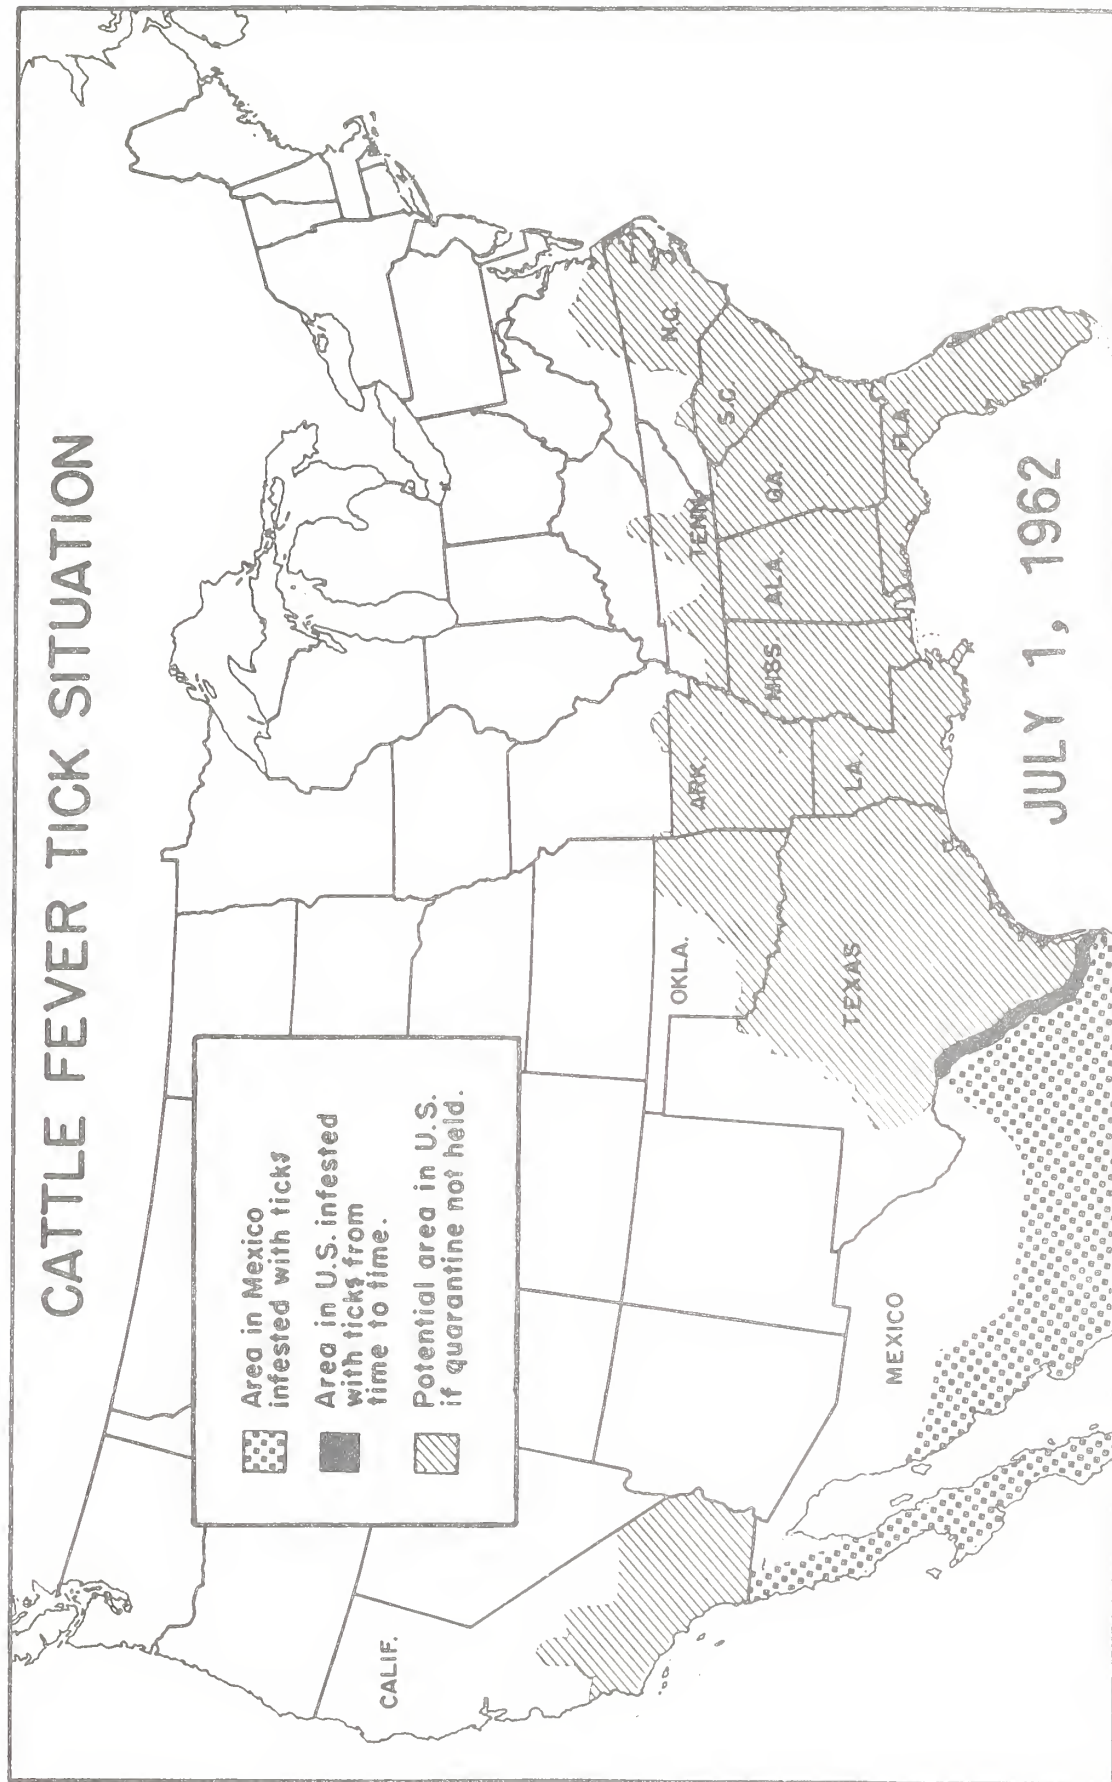 CATTLE FEVER TICK SITUATION
Area in Mexico
infested with ticks
Area in U.S. infested
with ticks from
time to time.
Potential area in U.S.
if quarantine not held.
CALIF.
OKLA.
ARK.
TENN.
N.C.
S.C.
MISS.
ALA.
GA.
TEXAS
LA.
FLA
MEXICO
JULY 1, 1962